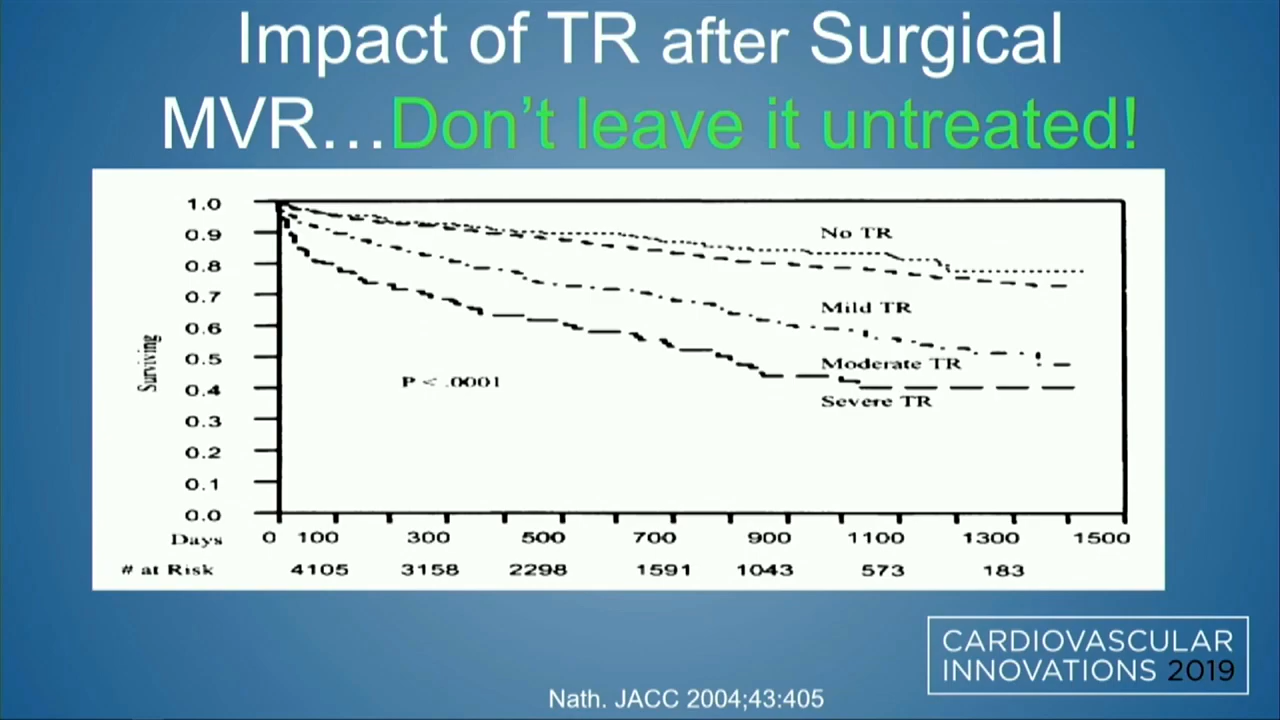 Impact of TR after Surgical
MVR…Don't leave it untreated!
1.0
0.9
0.8
0.7
0.6
0.5
0.4
0.3
0.2
0.1
0.0
Surviving
No TR
Mild TR
Moderate TR
Severe TR
P < .0001
Days 0 100 300 500 700 900 1100 1300 1500
# at Risk 4105 3158 2298 1591 1043 573 183
CARDIOVASCULAR
INNOVATIONS 2019
Nath. JACC 2004;43:405